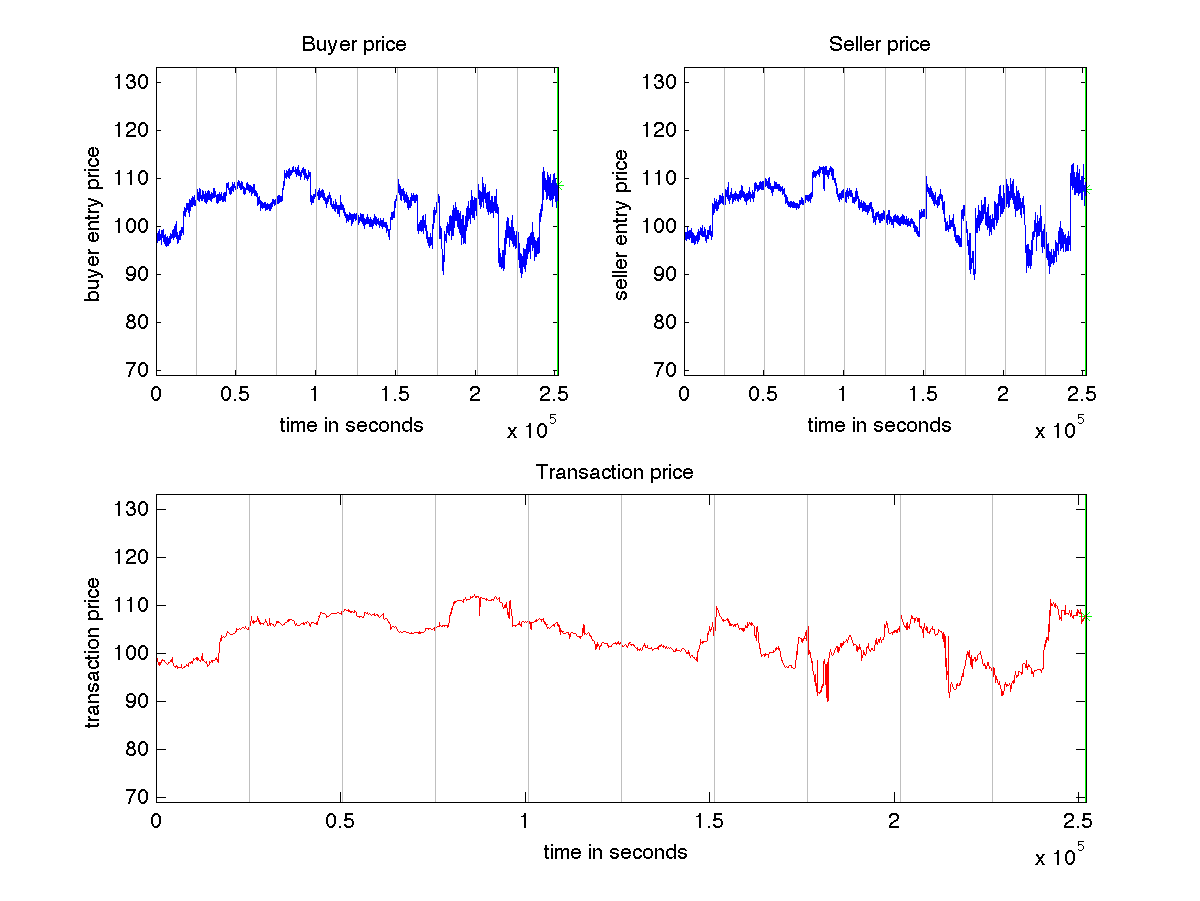 Buyer price
Seller price
buyer entry price
130
120
110
100
90
80
70
0 0.5 1 1.5 2 2.5
time in seconds
x 10^5
seller entry price
130
120
110
100
90
80
70
0 0.5 1 1.5 2 2.5
time in seconds
x 10^5
Transaction price
transaction price
130
120
110
100
90
80
70
0 0.5 1 1.5 2 2.5
time in seconds
x 10^5